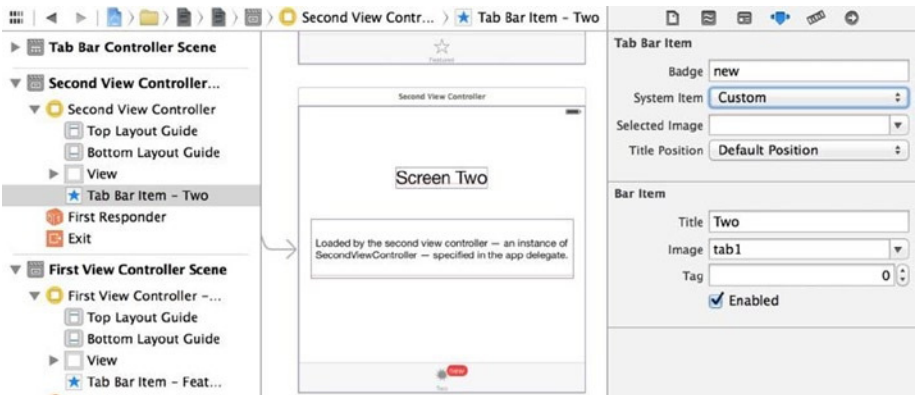 Second View Contr... Tab Bar Item – Two
Tab Bar Controller Scene
Second View Controller...
Second View Controller
Top Layout Guide
Bottom Layout Guide
View
Tab Bar Item – Two
First Responder
Exit
First View Controller Scene
First View Controller –...
Top Layout Guide
Bottom Layout Guide
View
Tab Bar Item – Feat...
Featured
Second View Controller
Screen Two
Loaded by the second view controller — an instance of
SecondViewController — specified in the app delegate.
new
Two
Tab Bar Item
Badge new
System Item Custom
Selected Image
Title Position Default Position
Bar Item
Title Two
Image tab1
Tag 0
Enabled